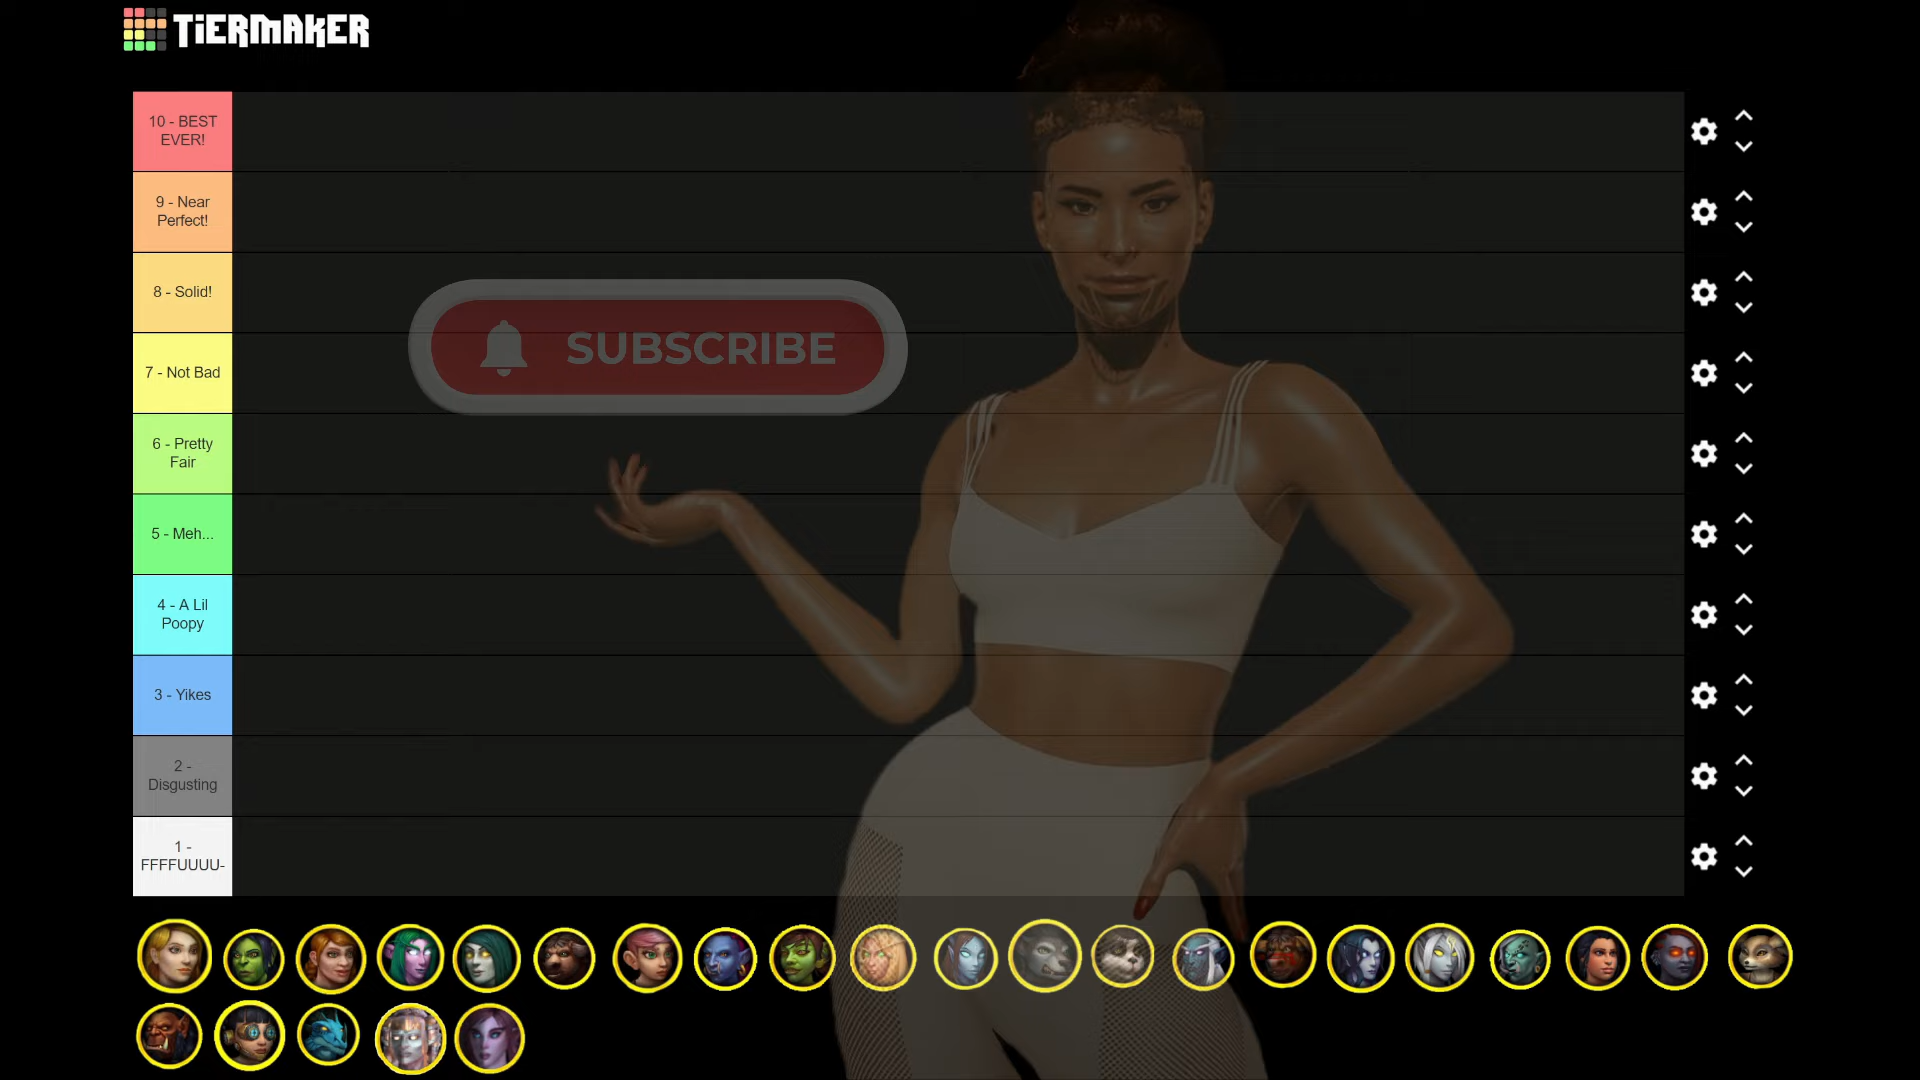 TiERMAKER
10 - BEST
EVER!
9 - Near
Perfect!
8 - Solid!
SUBSCRIBE
7 - Not Bad
6 - Pretty
Fair
5 - Meh...
4 - A Lil
Poopy
3 - Yikes
2 -
Disgusting
1 -
FFFFUUUU-